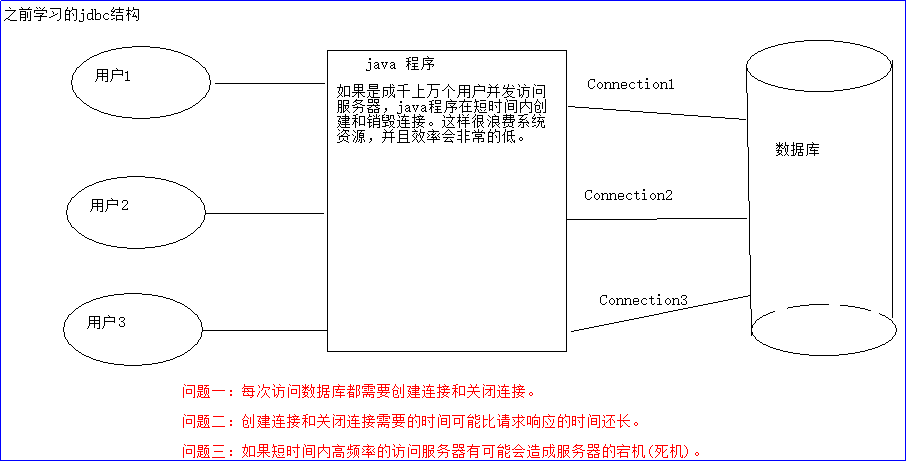 之前学习的jdbc结构
用户1
用户2
用户3
java 程序
如果是成千上万个用户并发访问
服务器，java程序在短时间内创
建和销毁连接。这样很浪费系统
资源，并且效率会非常的低。
Connection1
Connection2
Connection3
数据库
问题一：每次访问数据库都需要创建连接和关闭连接。
问题二：创建连接和关闭连接需要的时间可能比请求响应的时间还长。
问题三：如果短时间内高频率的访问服务器有可能会造成服务器的宕机(死机)。